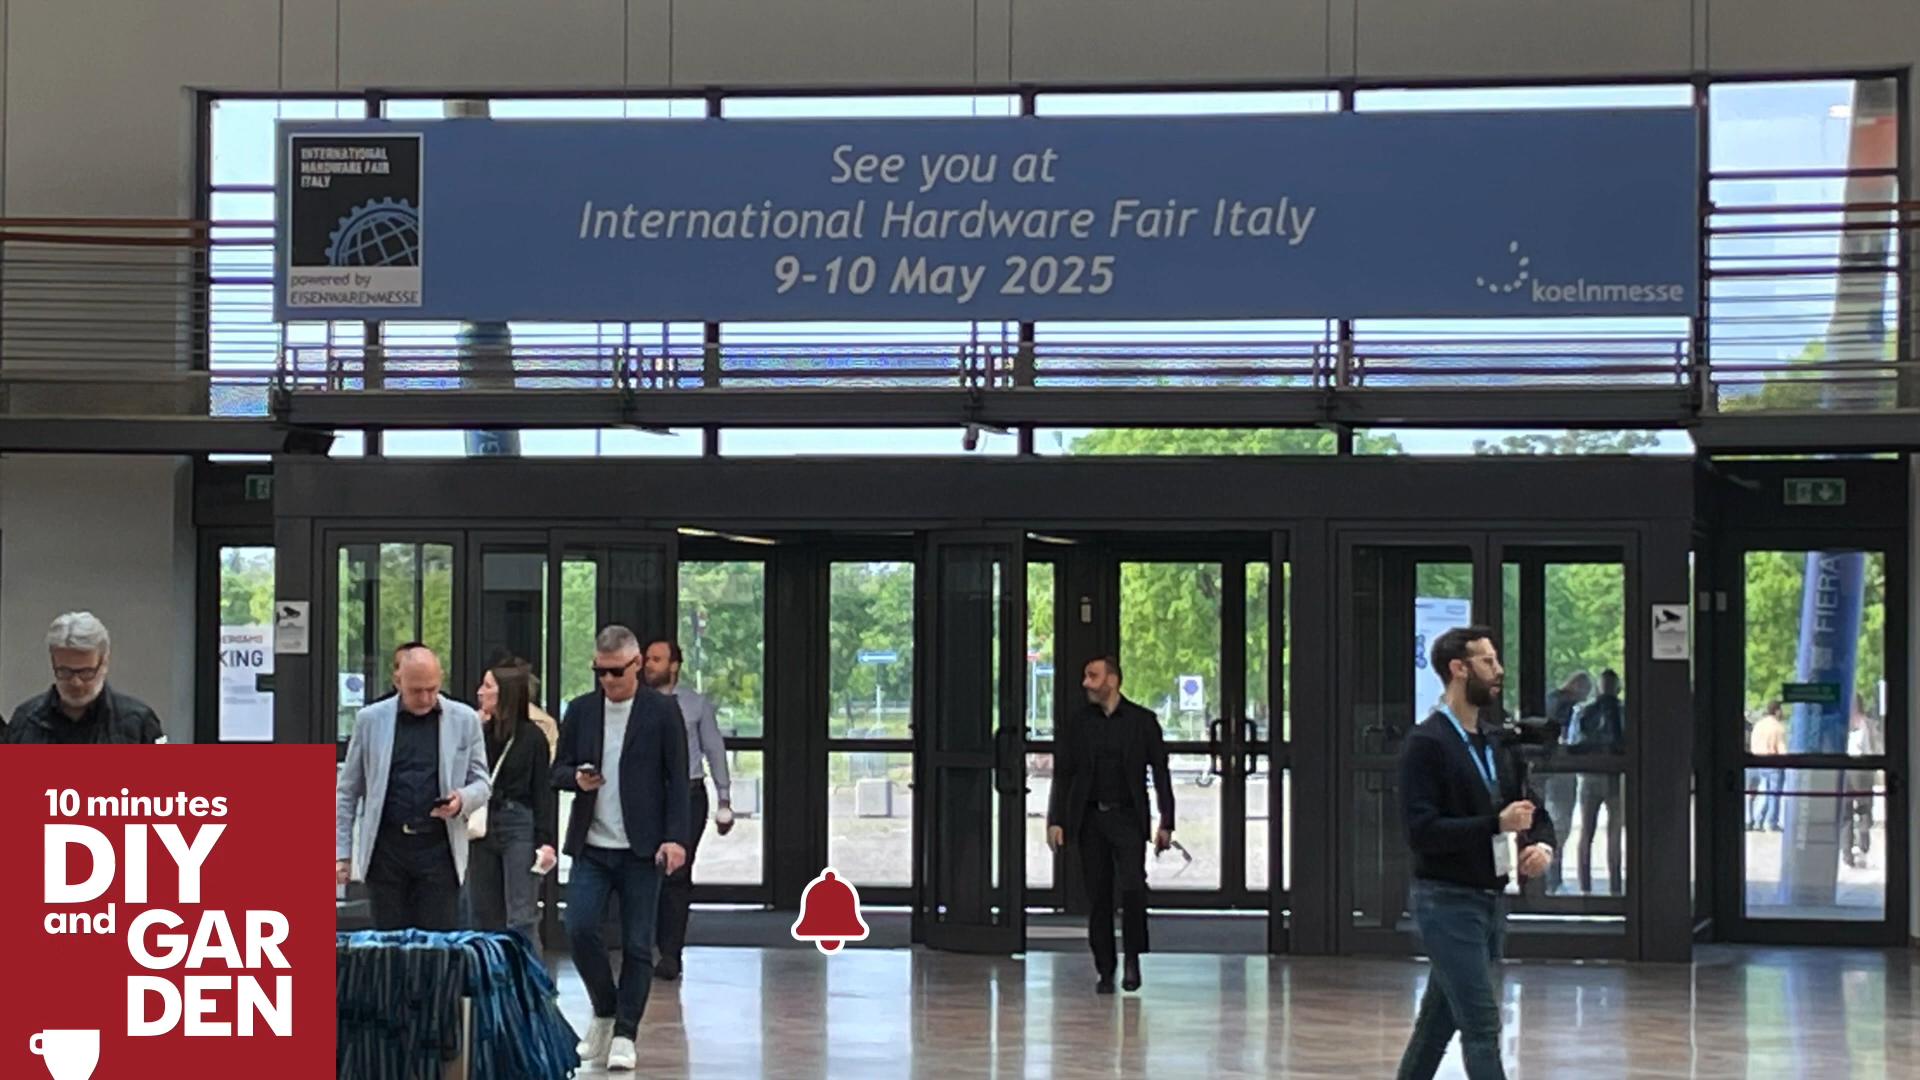 INTERNATIONAL
HARDWARE FAIR
ITALY
powered by
EISENWARENMESSE
See you at
International Hardware Fair Italy
9-10 May 2025
koelnmesse
KING
FIERA
10 minutes
DIY
and GAR
DEN